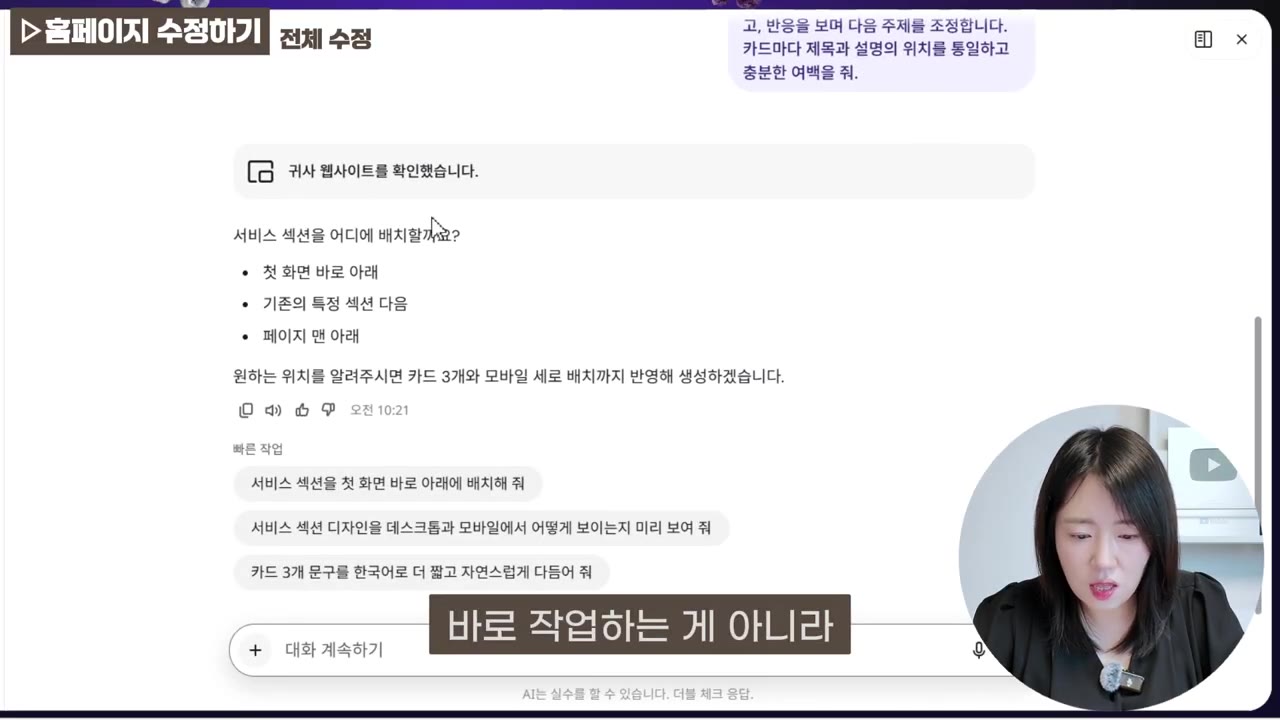 ▷홈페이지 수정하기 전체 수정
고, 반응을 보며 다음 주제를 조정합니다.
카드마다 제목과 설명의 위치를 통일하고
충분한 여백을 줘.
귀사 웹사이트를 확인했습니다.
서비스 섹션을 어디에 배치할까요?
• 첫 화면 바로 아래
• 기존의 특정 섹션 다음
• 페이지 맨 아래
원하는 위치를 알려주시면 카드 3개와 모바일 세로 배치까지 반영해 생성하겠습니다.
오전 10:21
빠른 작업
서비스 섹션을 첫 화면 바로 아래에 배치해 줘
서비스 섹션 디자인을 데스크톱과 모바일에서 어떻게 보이는지 미리 보여 줘
카드 3개 문구를 한국어로 더 짧고 자연스럽게 다듬어 줘
바로 작업하는 게 아니라
대화 계속하기
AI는 실수를 할 수 있습니다. 더블 체크 응답.